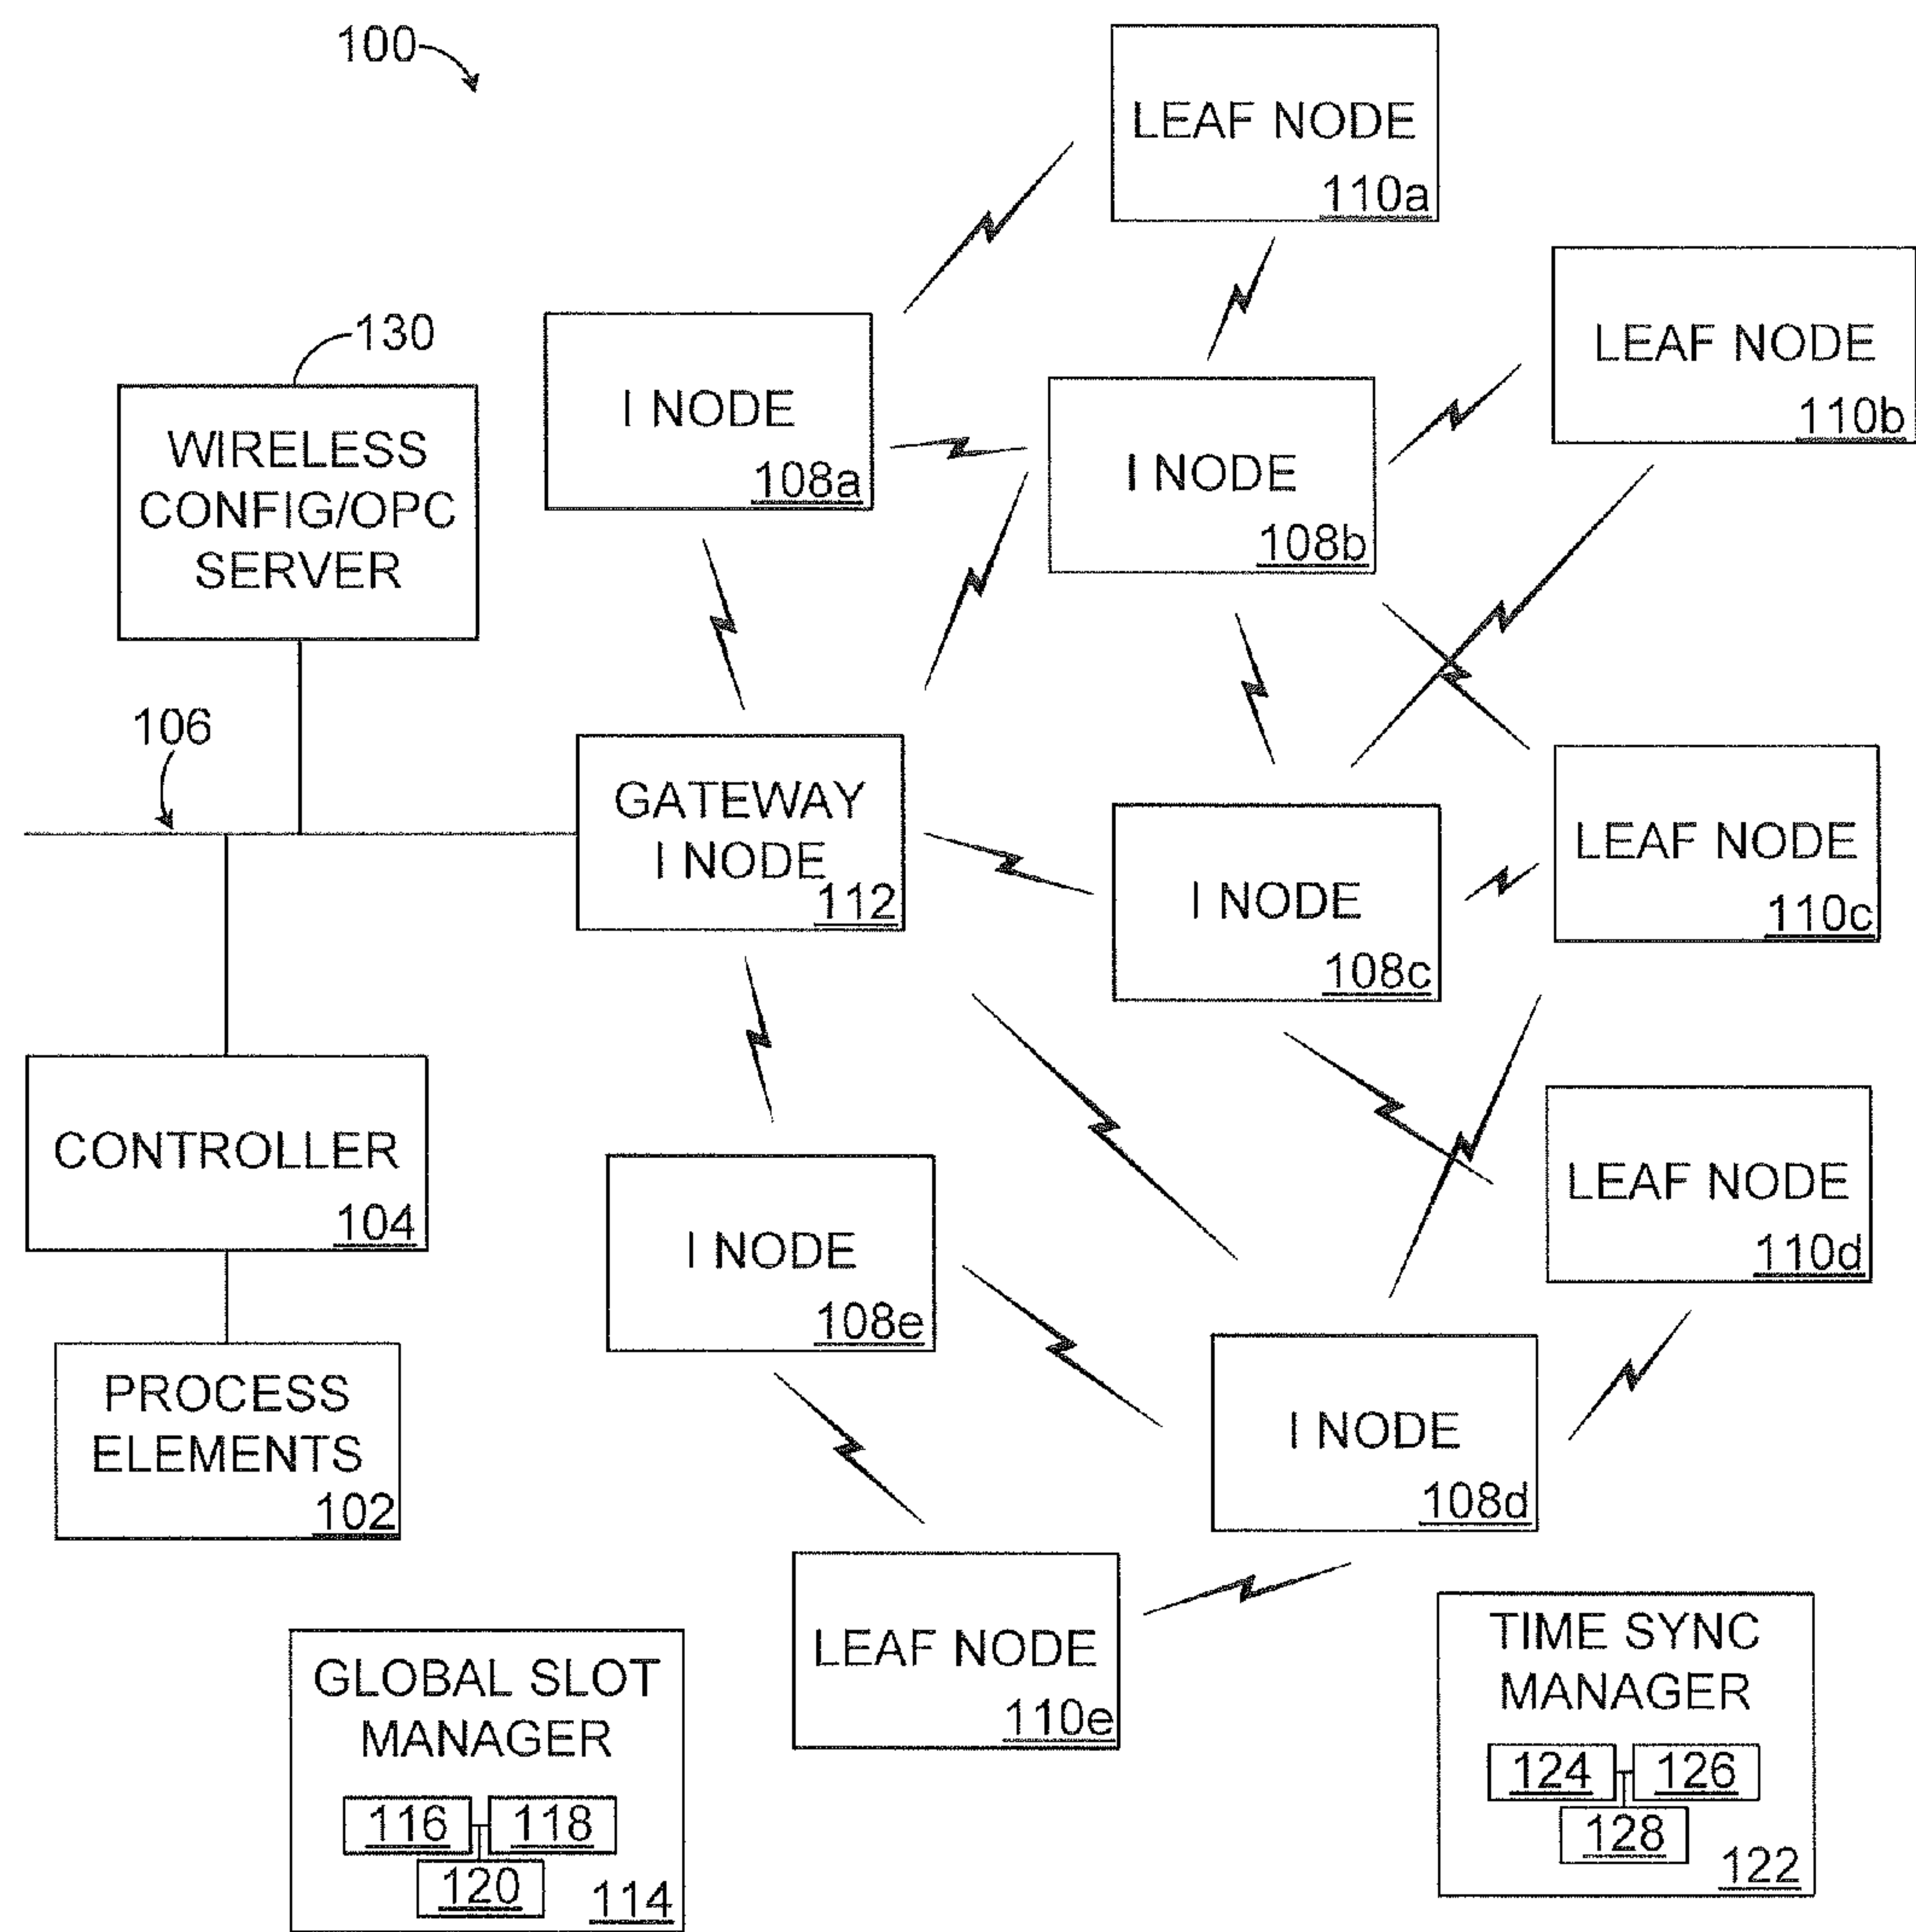 100
LEAF NODE
110a
LEAF NODE
110b
130
WIRELESS
CONFIG/OPC
SERVER
I NODE
108a
I NODE
108b
106
GATEWAY
I NODE
112
I NODE
108c
LEAF NODE
110c
CONTROLLER
104
I NODE
108e
LEAF NODE
110d
PROCESS
ELEMENTS
102
I NODE
108d
LEAF NODE
110e
GLOBAL SLOT
MANAGER
116
118
120
114
TIME SYNC
MANAGER
124
126
128
122